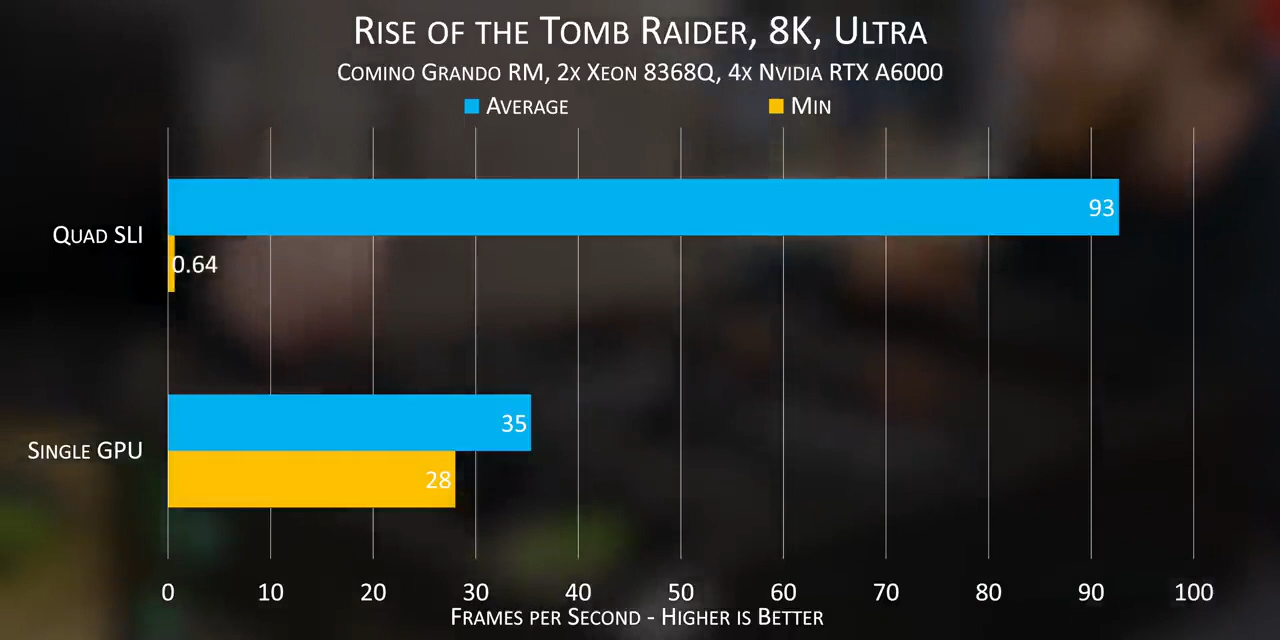 Rise of the Tomb Raider, 8K, Ultra
Comino Grando RM, 2x Xeon 8368Q, 4x Nvidia RTX A6000
Average Min
93
Quad SLI
0.64
35
Single GPU
28
0 10 20 30 40 50 60 70 80 90 100
Frames per Second - Higher is Better